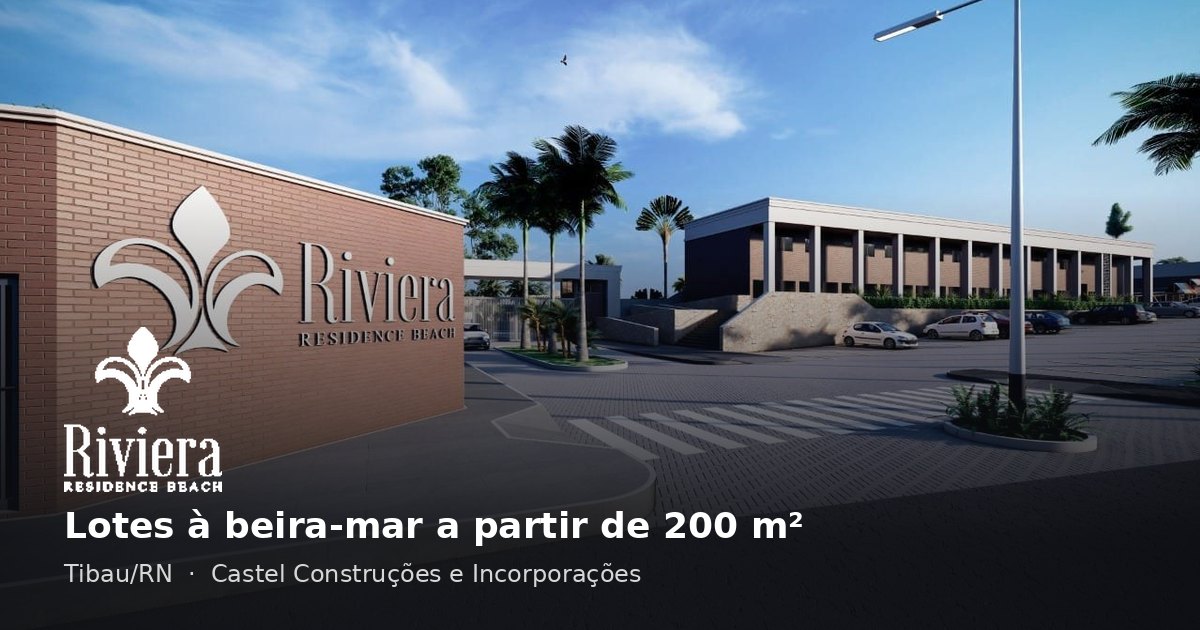 Riviera
RESIDENCE BEACH
Riviera
RESIDENCE BEACH
Lotes à beira-mar a partir de 200 m²
Tibau/RN · Castel Construções e Incorporações